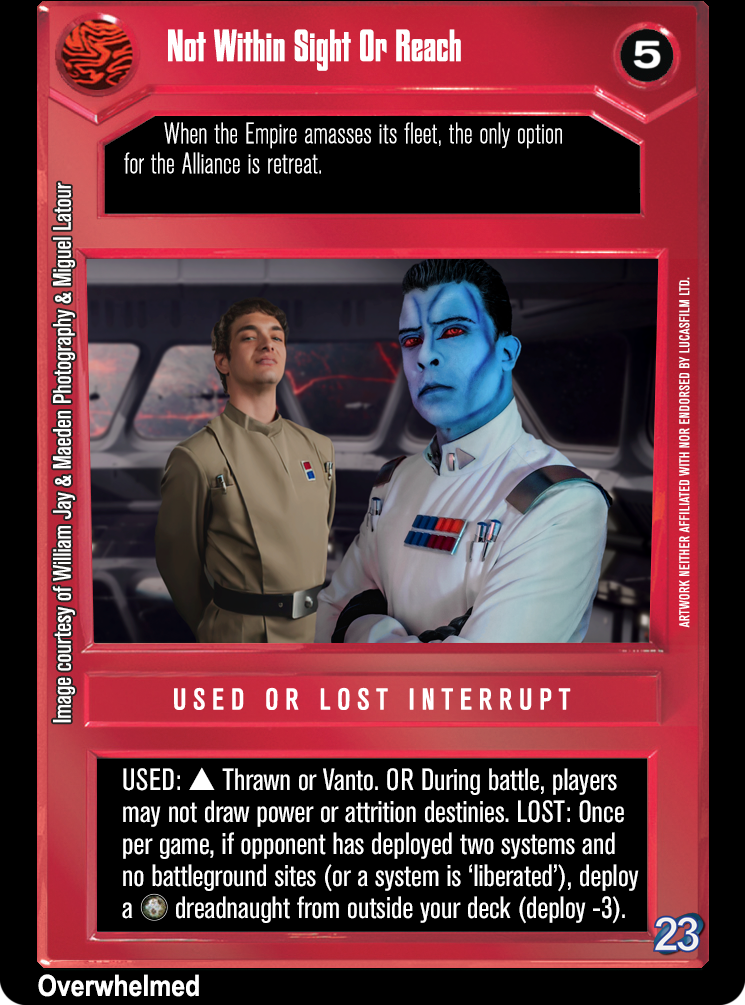 Not Within Sight Or Reach
5
When the Empire amasses its fleet, the only option
for the Alliance is retreat.
Image courtesy of William Jay & Maeden Photography & Miguel Latour
ARTWORK NEITHER AFFILIATED WITH NOR ENDORSED BY LUCASFILM LTD.
USED OR LOST INTERRUPT
USED: ▲ Thrawn or Vanto. OR During battle, players
may not draw power or attrition destinies. LOST: Once
per game, if opponent has deployed two systems and
no battleground sites (or a system is ‘liberated’), deploy
a dreadnaught from outside your deck (deploy -3).
23
Overwhelmed